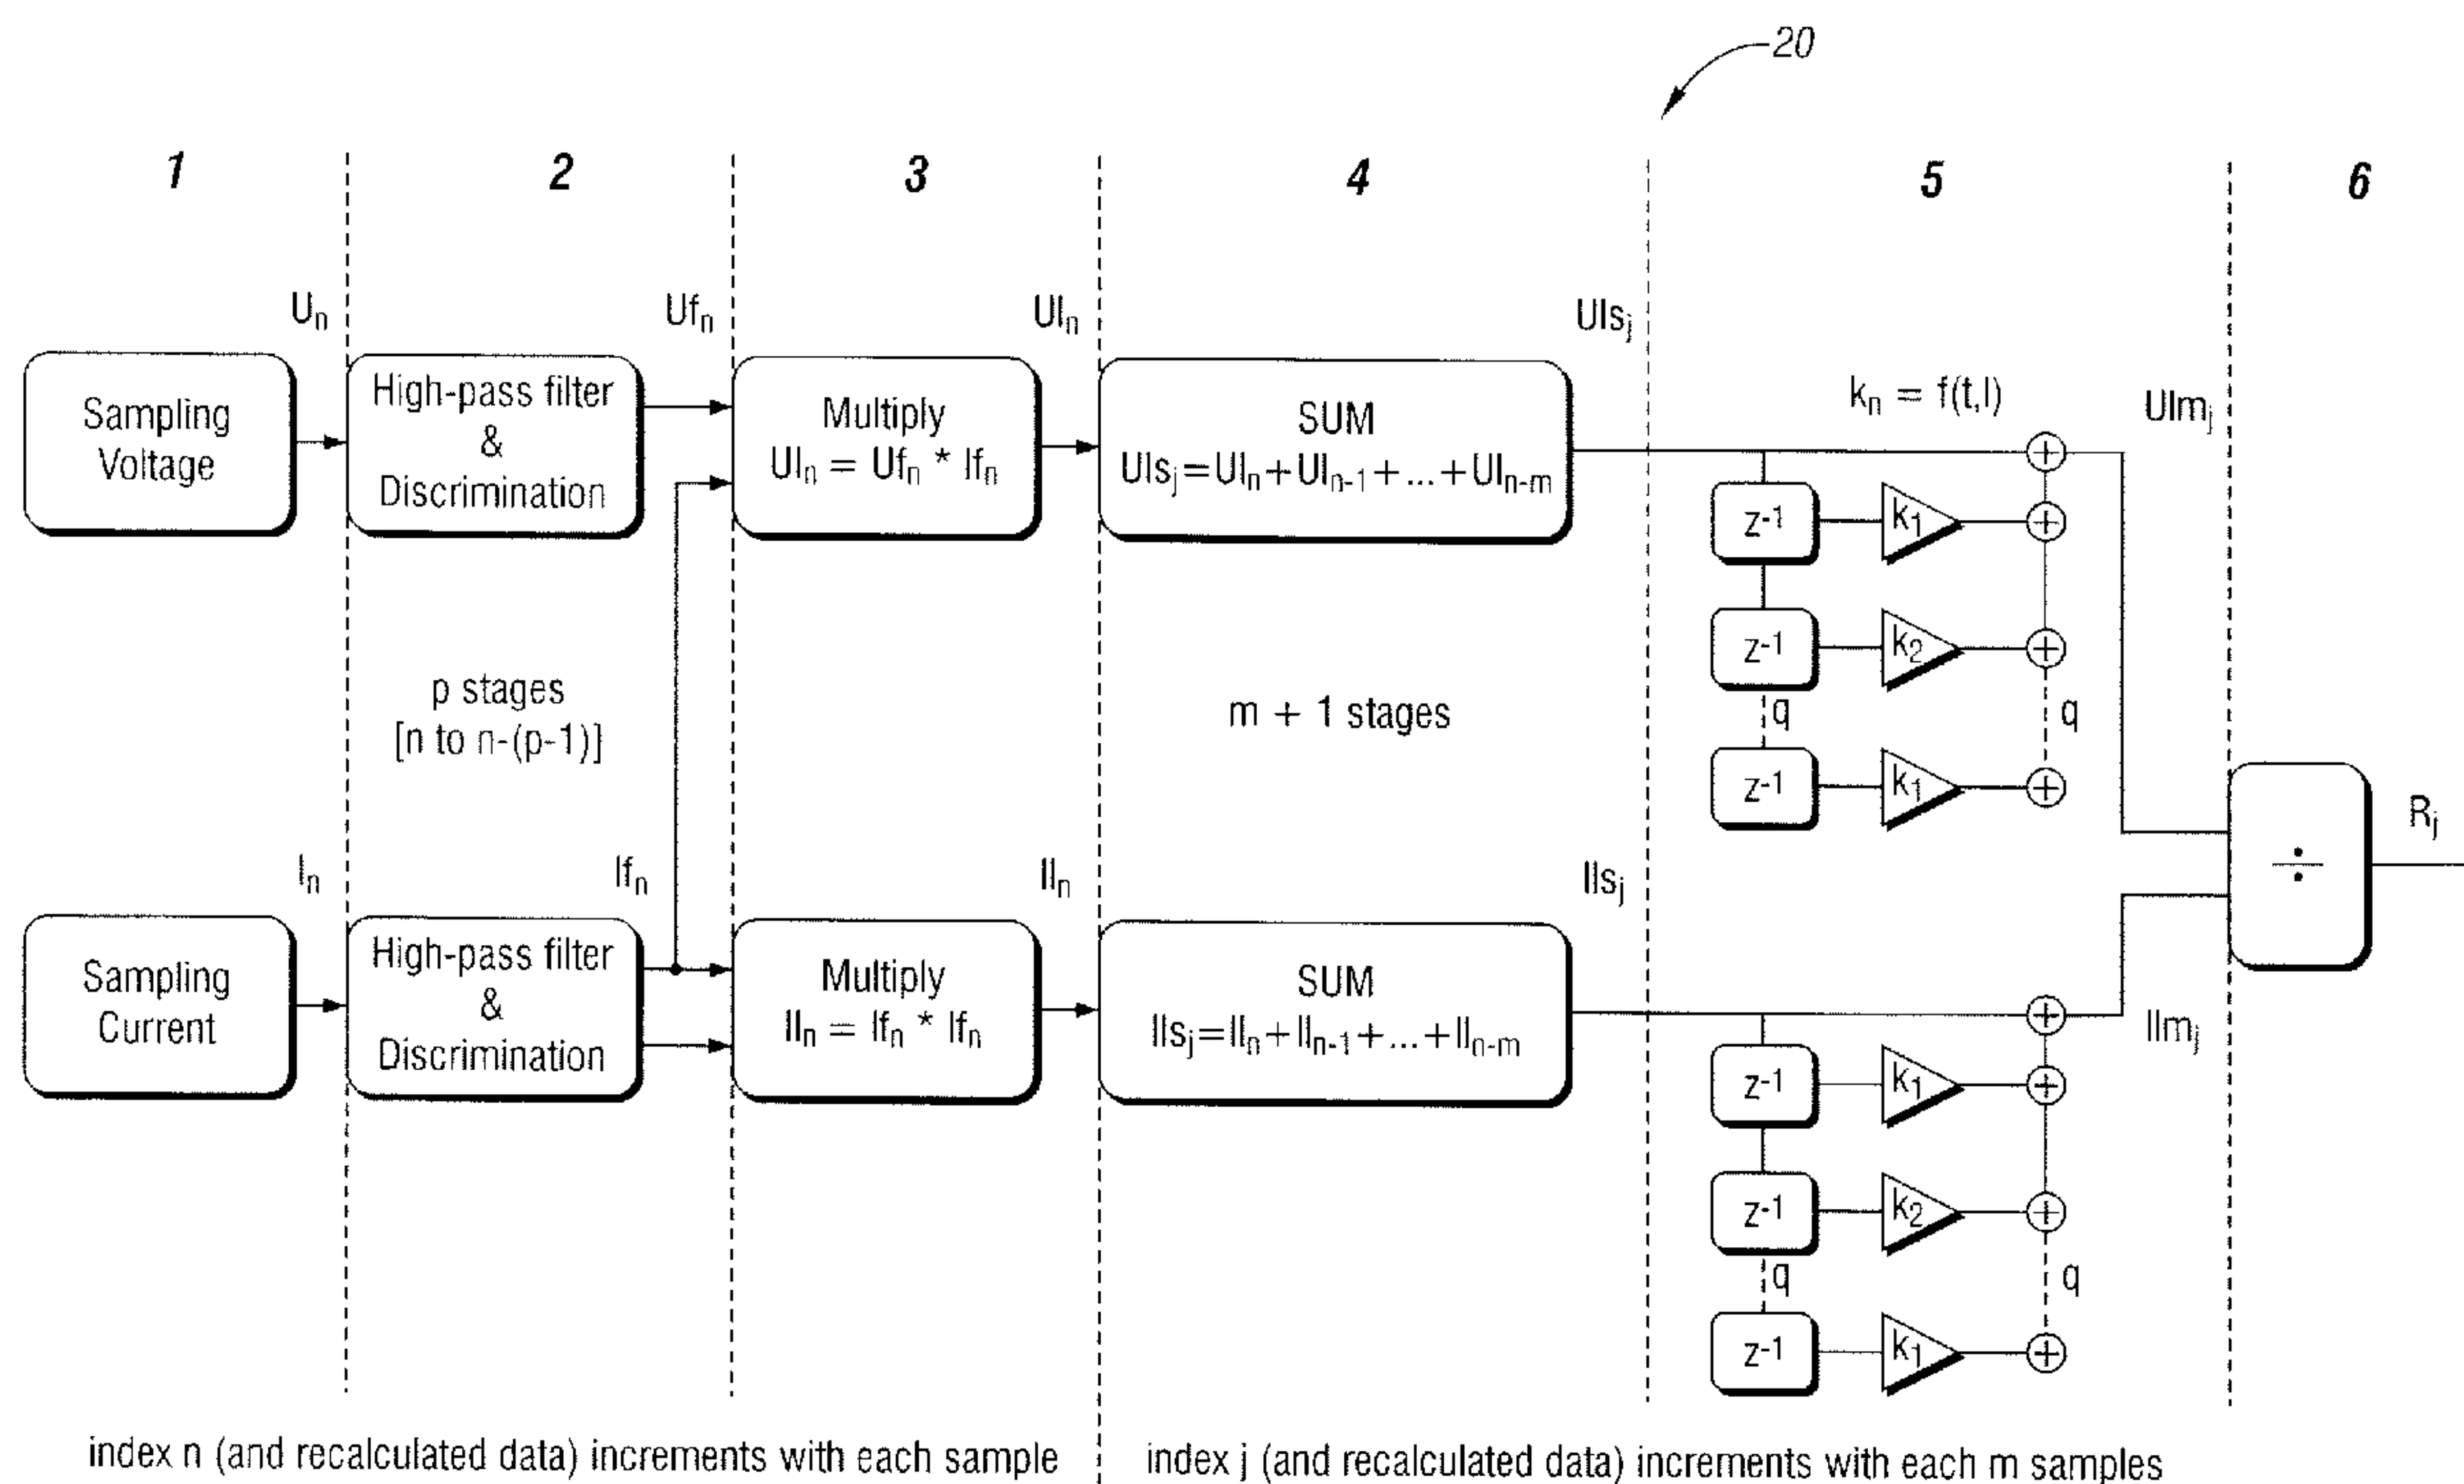 20
1 2 3 4 5 6
Uₙ Ufₙ UIₙ UIsⱼ
Sampling
Voltage
High-pass filter
&
Discrimination
Multiply
UIₙ = Ufₙ * Ifₙ
SUM
UIsⱼ=UIₙ+UIₙ₋₁+...+UIₙ₋ₘ
kₙ = f(t,I)
UImⱼ
z⁻¹ k₁
z⁻¹ k₂
q q
z⁻¹ k₁
p stages
[n to n-(p-1)]
m + 1 stages
÷
Rⱼ
Iₙ Ifₙ IIₙ IIsⱼ
Sampling
Current
High-pass filter
&
Discrimination
Multiply
IIₙ = Ifₙ * Ifₙ
SUM
IIsⱼ=IIₙ+IIₙ₋₁+...+IIₙ₋ₘ
IImⱼ
z⁻¹ k₁
z⁻¹ k₂
q q
z⁻¹ k₁
index n (and recalculated data) increments with each sample
index j (and recalculated data) increments with each m samples